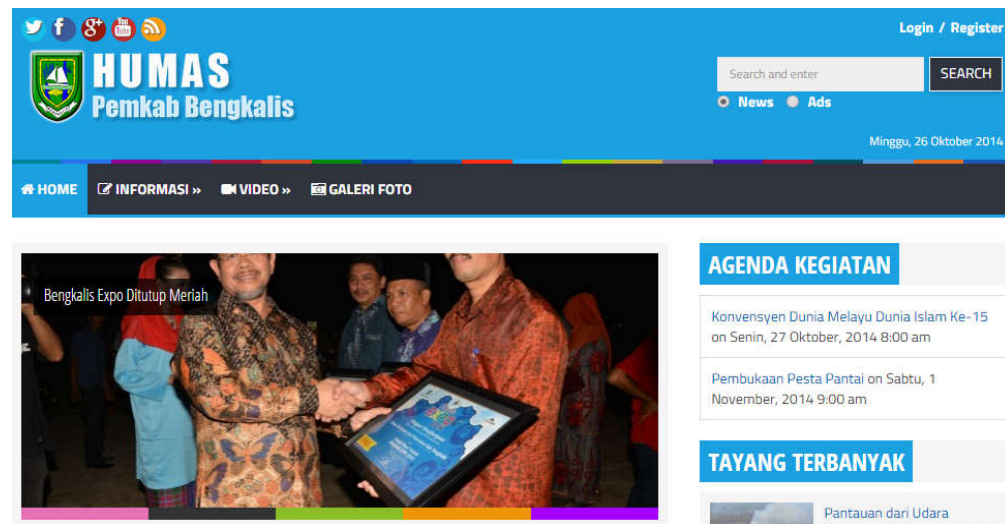 Login / Register
HUMAS
Pemkab Bengkalis
Search and enter
SEARCH
News
Ads
Minggu, 26 Oktober 2014
HOME
INFORMASI »
VIDEO »
GALERI FOTO
Bengkalis Expo Ditutup Meriah
AGENDA KEGIATAN
Konvensyen Dunia Melayu Dunia Islam Ke-15
on Senin, 27 Oktober, 2014 8:00 am
Pembukaan Pesta Pantai on Sabtu, 1
November, 2014 9:00 am
TAYANG TERBANYAK
Pantauan dari Udara